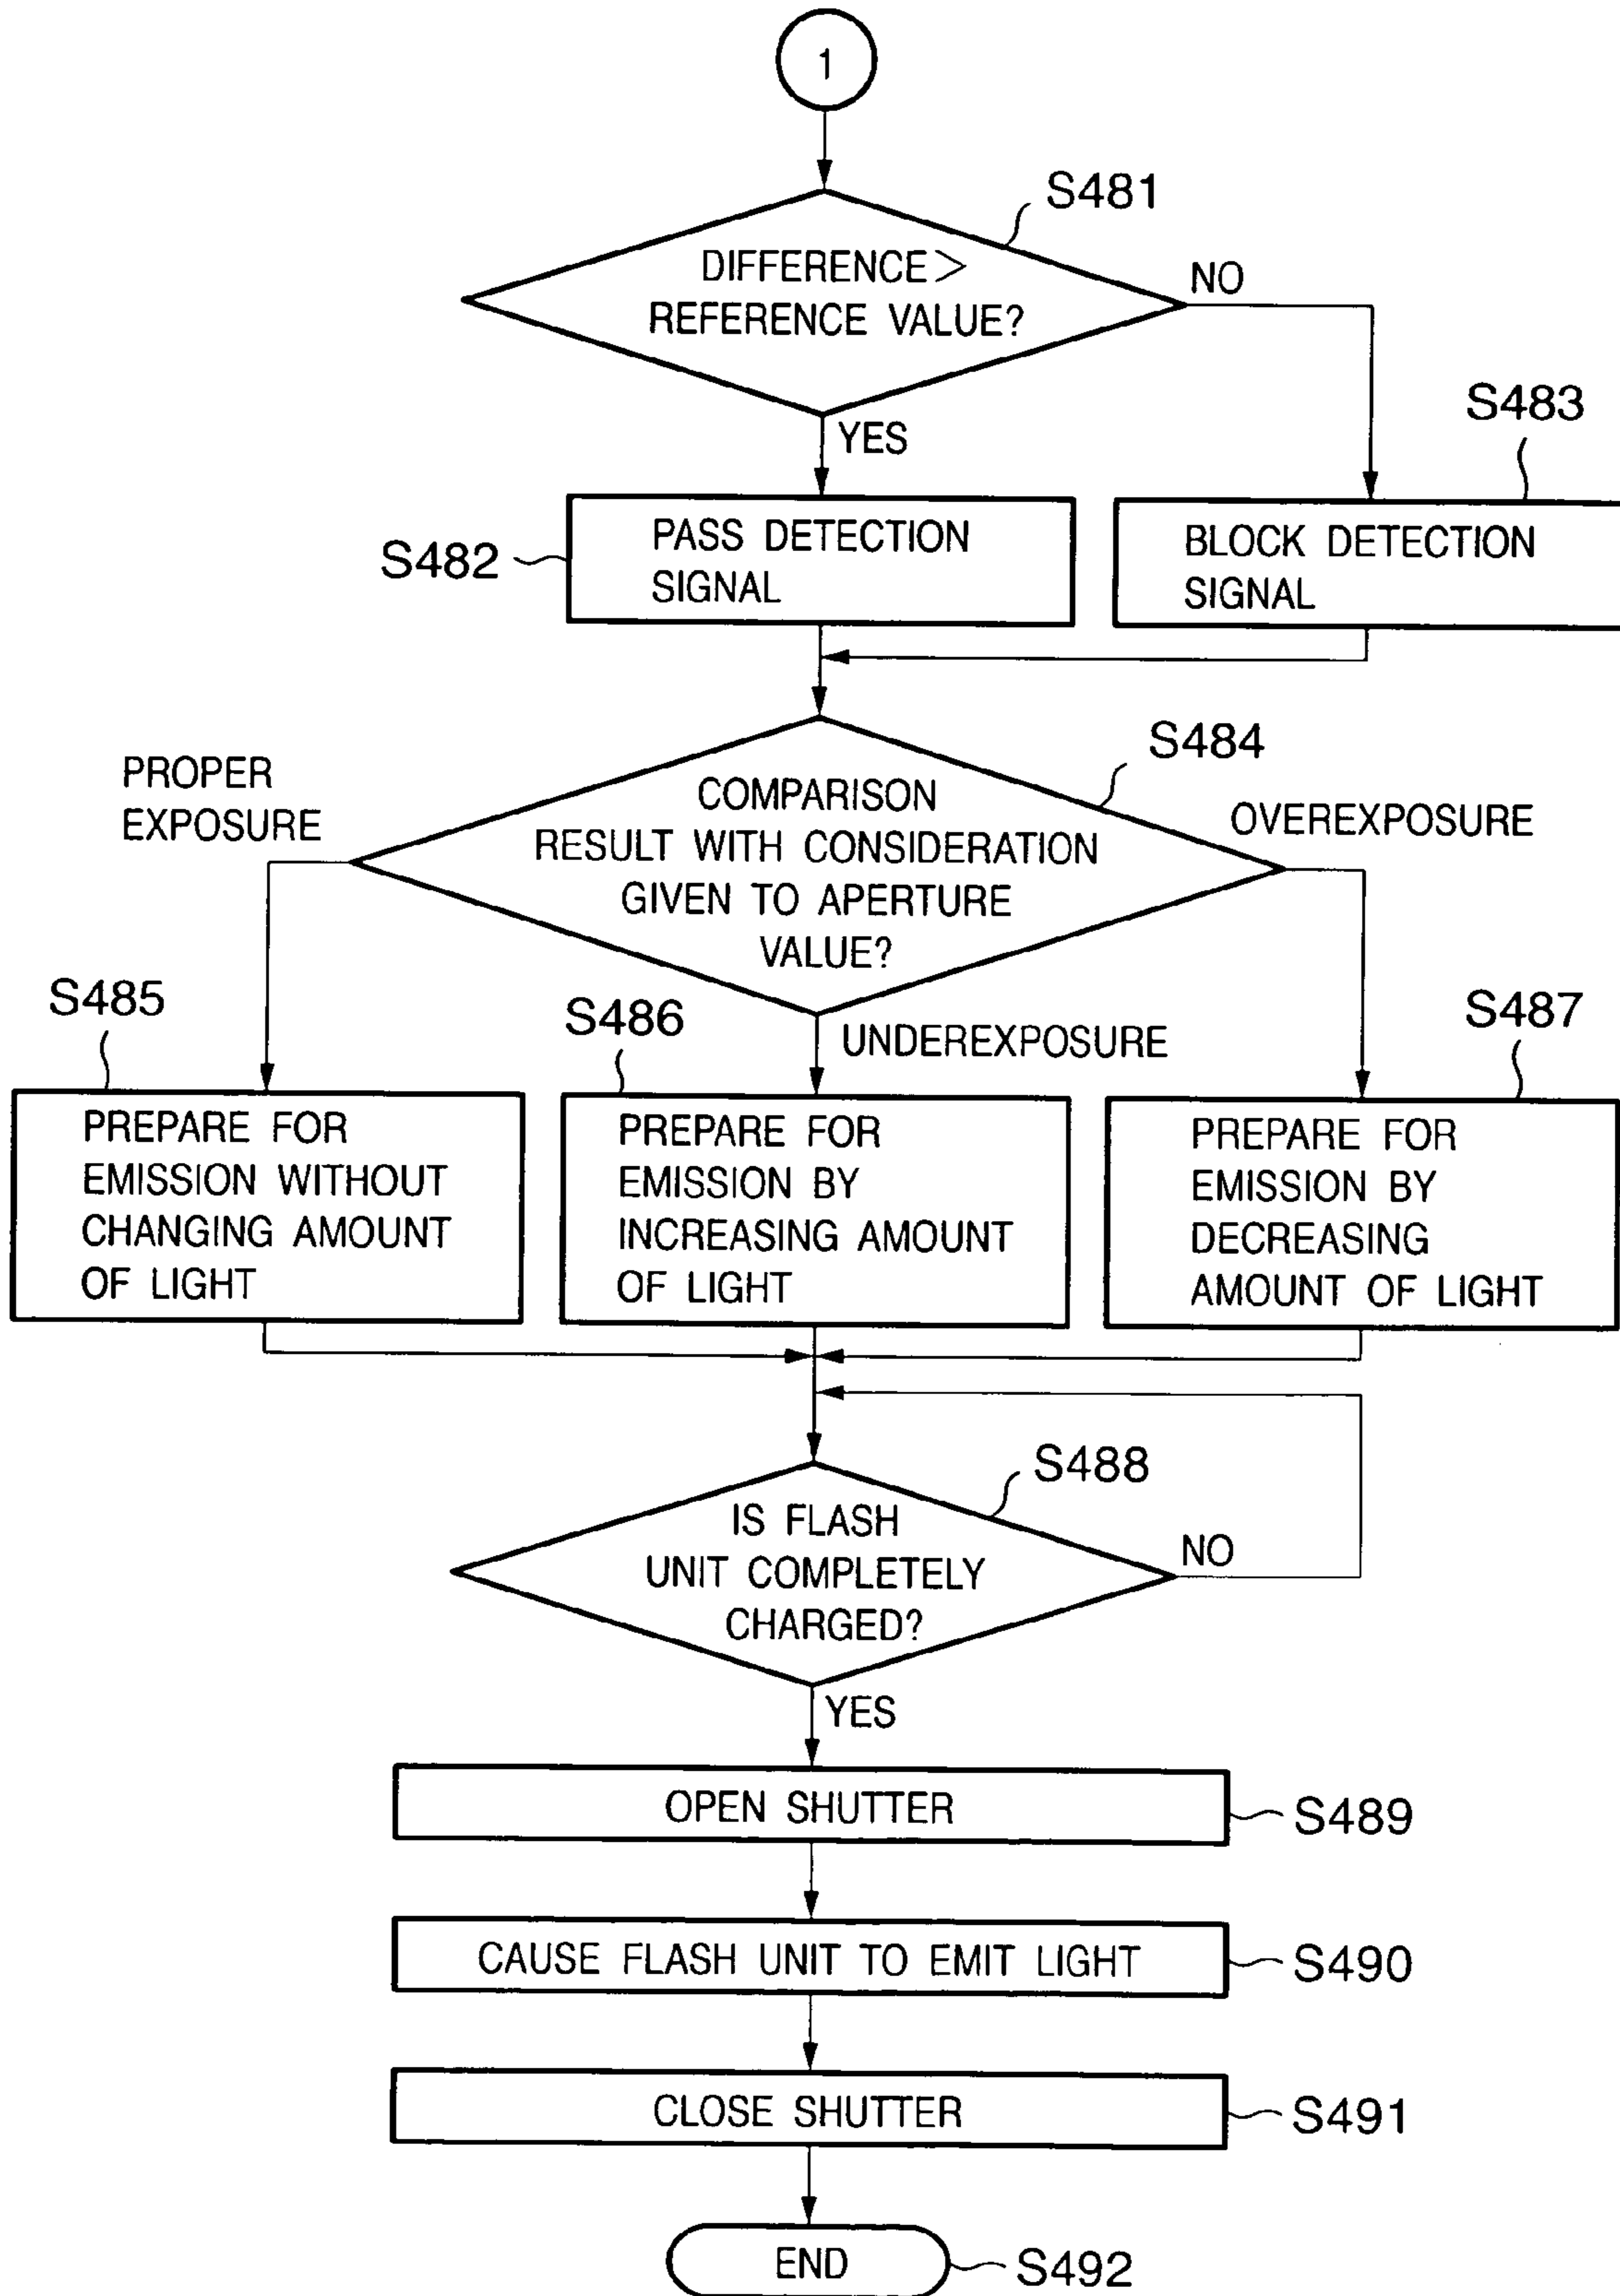 1
S481
DIFFERENCE >
REFERENCE VALUE?
NO
YES
S483
S482
PASS DETECTION
SIGNAL
BLOCK DETECTION
SIGNAL
S484
PROPER
EXPOSURE
COMPARISON
RESULT WITH CONSIDERATION
GIVEN TO APERTURE
VALUE?
OVEREXPOSURE
UNDEREXPOSURE
S485
S486
S487
PREPARE FOR
EMISSION WITHOUT
CHANGING AMOUNT
OF LIGHT
PREPARE FOR
EMISSION BY
INCREASING AMOUNT
OF LIGHT
PREPARE FOR
EMISSION BY
DECREASING
AMOUNT OF LIGHT
S488
IS FLASH
UNIT COMPLETELY
CHARGED?
NO
YES
OPEN SHUTTER
S489
CAUSE FLASH UNIT TO EMIT LIGHT
S490
CLOSE SHUTTER
S491
END
S492